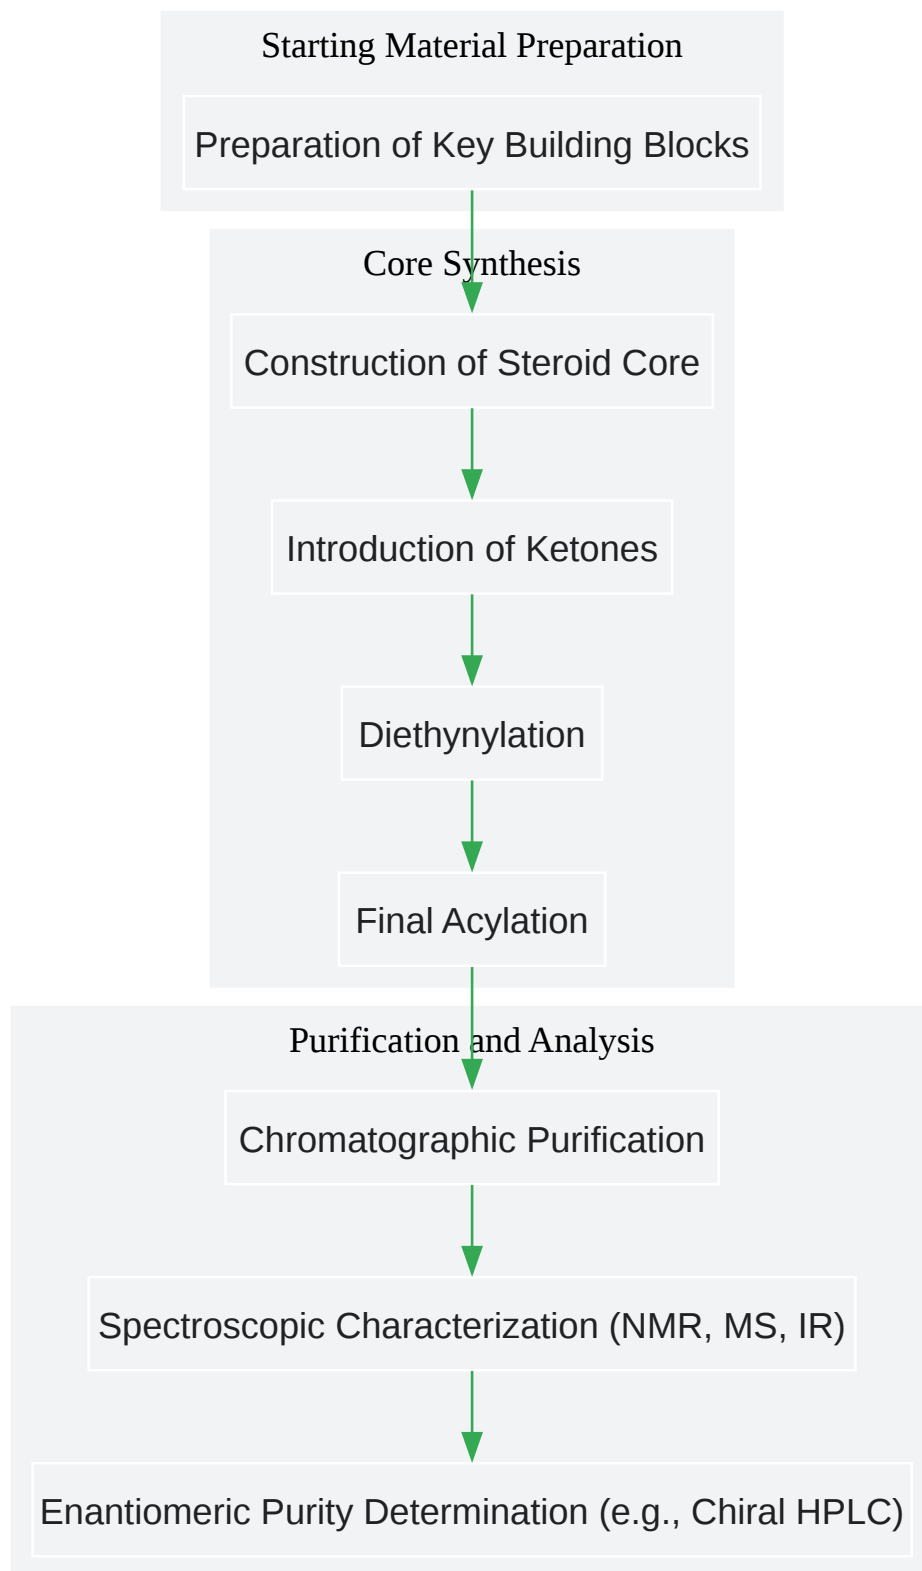 Starting Material Preparation
Preparation of Key Building Blocks
Core Synthesis
Construction of Steroid Core
Introduction of Ketones
Diethynylation
Final Acylation
Purification and Analysis
Chromatographic Purification
Spectroscopic Characterization (NMR, MS, IR)
Enantiomeric Purity Determination (e.g., Chiral HPLC)